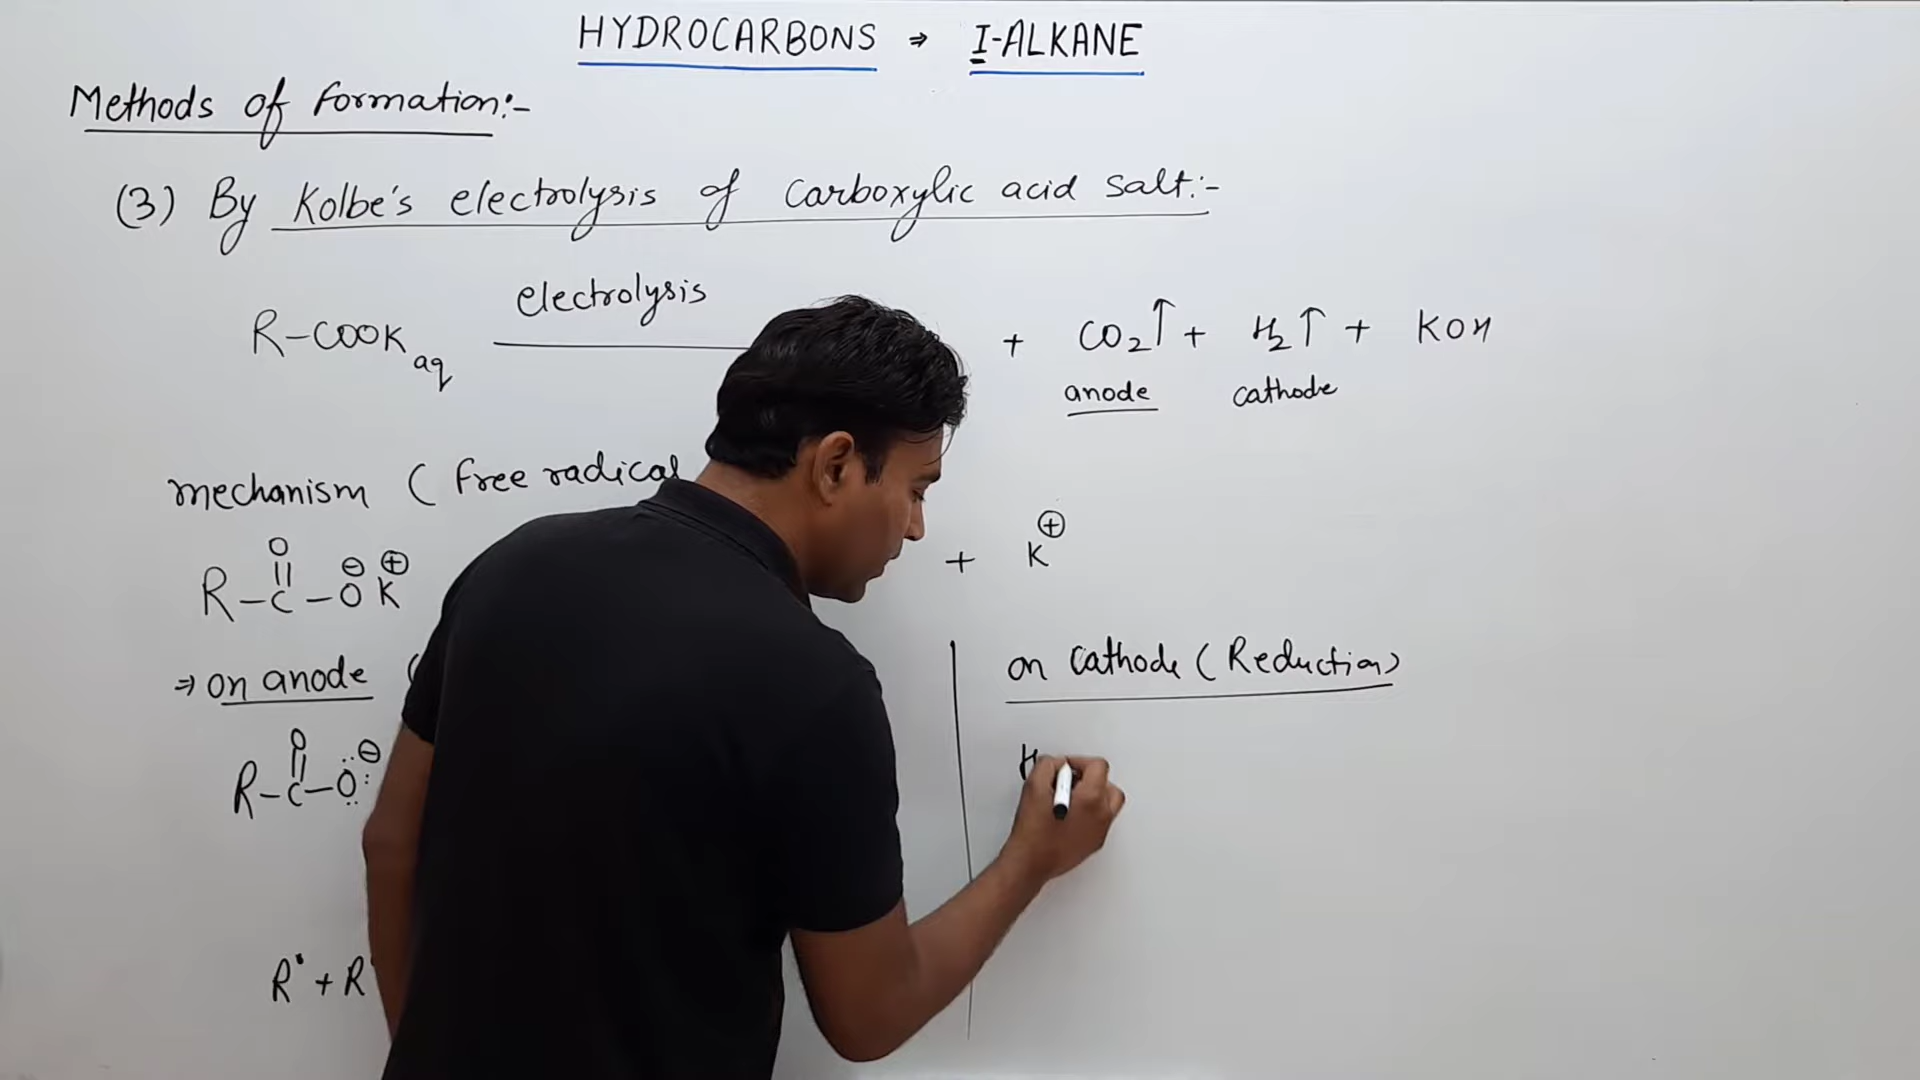 HYDROCARBONS ⇒ I-ALKANE
Methods of formation:-
(3) By Kolbe's electrolysis of carboxylic acid salt:-
electrolysis
R-COOK aq + CO2↑ + H2↑ + KOH
anode cathode
mechanism ( free radical
O
R-C-O⊖ K⊕ + K⊕
⇒ on anode (
on cathode (Reduction)
O
R-C-O:⊖
H
R• + R